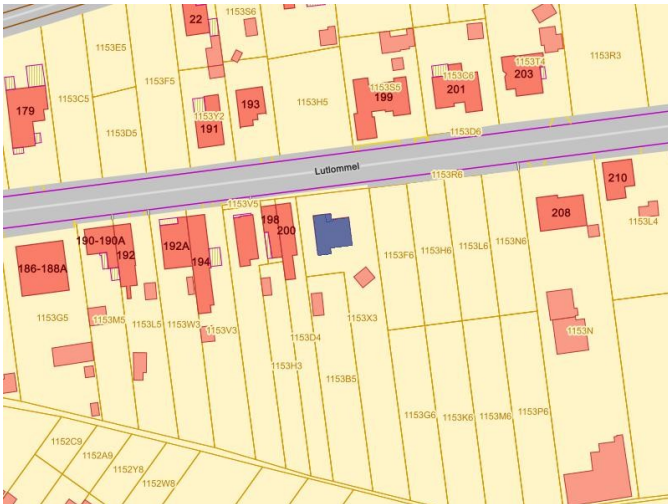 22
1153S6
1153E5
1153F5
1153R3
1153T4
203
1153C6
201
1153S5
199
179
1153C5
193
1153H5
1153Y2
191
1153D5
1153D6
Lutlommel
1153R6
210
1153V5
198
200
208
1153L4
190-190A
192
192A
194
1153F6
1153H6
1153L6
1153N6
186-188A
1153G5
1153M5
1153L5
1153W3
1153V3
1153X3
1153D4
1153N
1153H3
1153B5
1153G6
1153K6
1153M6
1153P6
1152C9
1152A9
1152Y8
1152W8